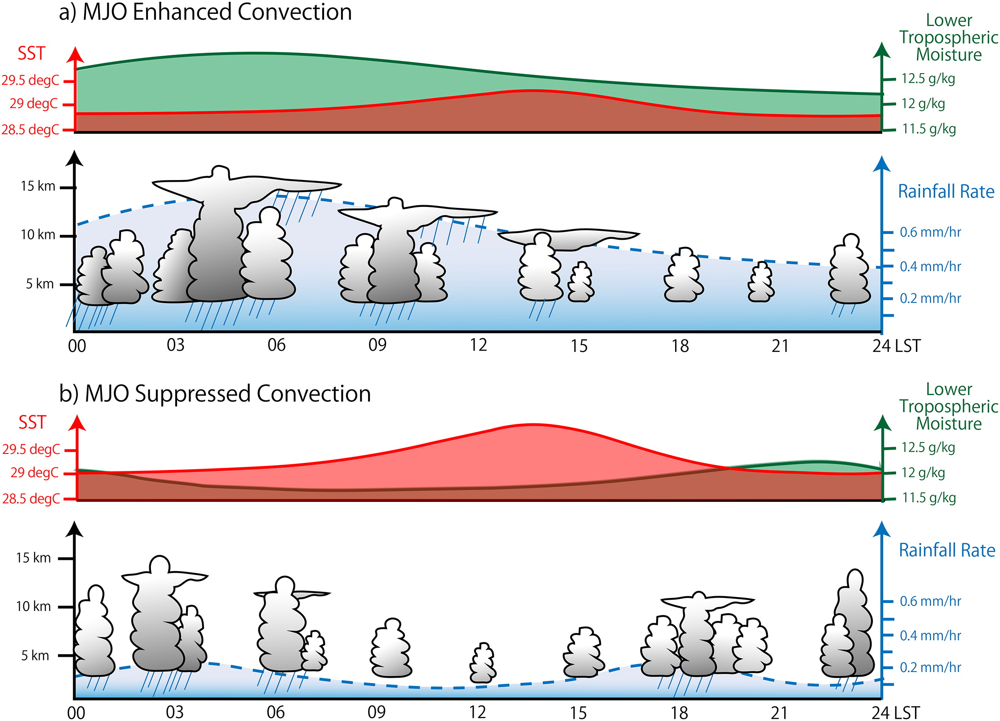 a) MJO Enhanced Convection
SST
Lower
Tropospheric
Moisture
29.5 degC
29 degC
28.5 degC
12.5 g/kg
12 g/kg
11.5 g/kg
15 km
10 km
5 km
Rainfall Rate
0.6 mm/hr
0.4 mm/hr
0.2 mm/hr
00 03 06 09 12 15 18 21 24 LST
b) MJO Suppressed Convection
SST
Lower
Tropospheric
Moisture
29.5 degC
29 degC
28.5 degC
12.5 g/kg
12 g/kg
11.5 g/kg
15 km
10 km
5 km
Rainfall Rate
0.6 mm/hr
0.4 mm/hr
0.2 mm/hr
00 03 06 09 12 15 18 21 24 LST